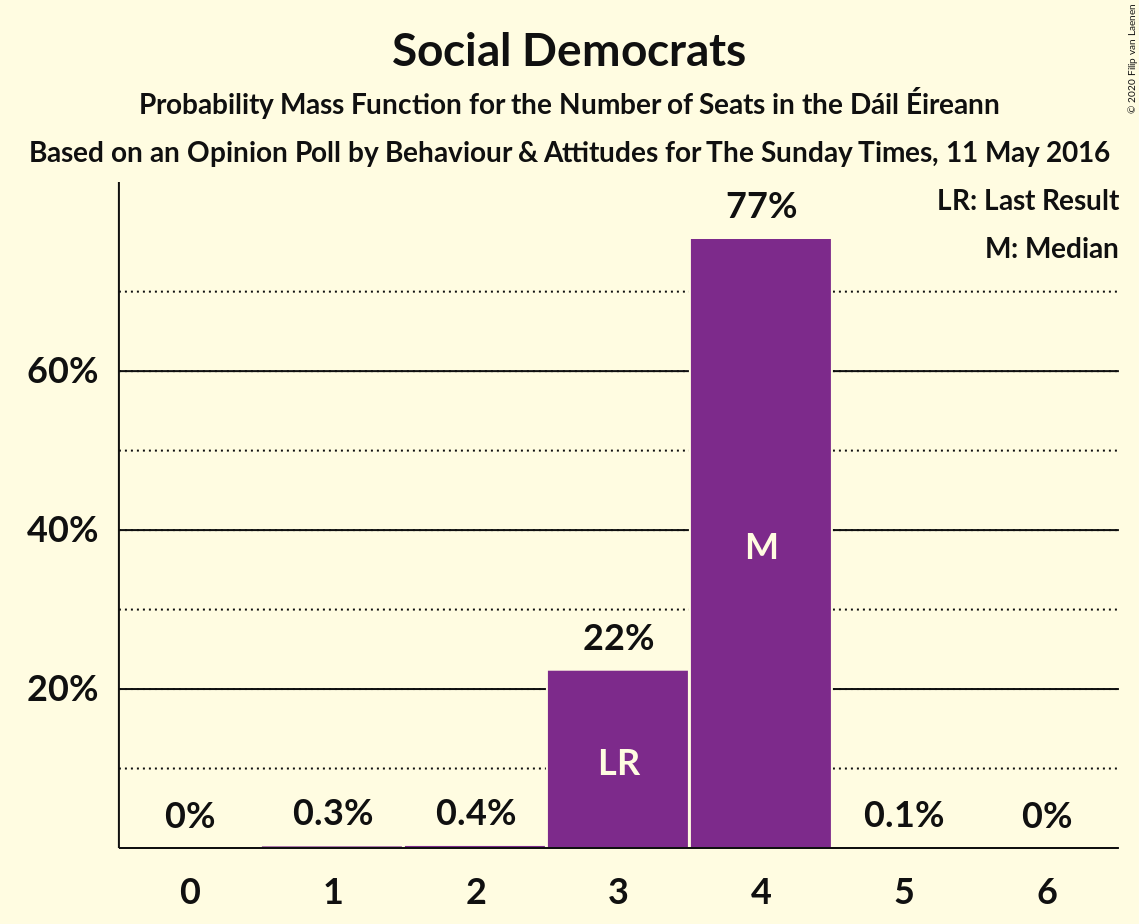 Social Democrats
Probability Mass Function for the Number of Seats in the Dáil Éireann
Based on an Opinion Poll by Behaviour & Attitudes for The Sunday Times, 11 May 2016
© 2020 Filip van Laenen
LR: Last Result
M: Median
77%
60%
40%
M
22%
20%
LR
0%
0.3%
0.4%
0.1%
0%
0
1
2
3
4
5
6